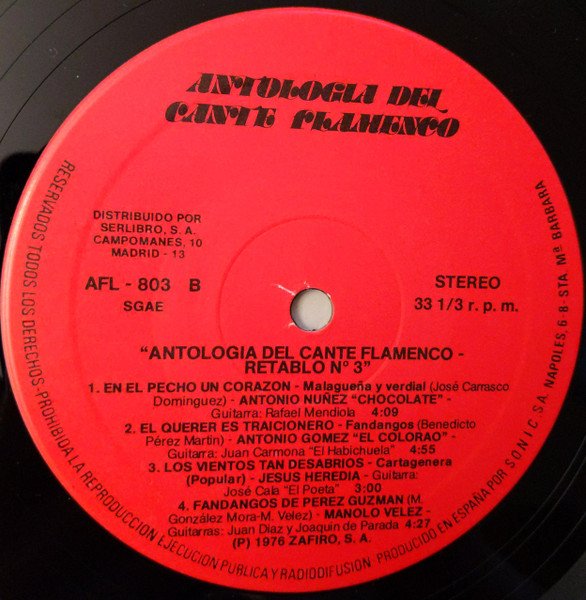 ANTOLOGIA DEL
CANTE FLAMENCO
DISTRIBUIDO POR
SERLIBRO, S. A.
CAMPOMANES, 10
MADRID - 13
AFL - 803 B
SGAE
STEREO
33 1/3 r. p. m.
"ANTOLOGIA DEL CANTE FLAMENCO -
RETABLO Nº 3"
1. EN EL PECHO UN CORAZON - Malagueña y verdial (José Carrasco
Domínguez) - ANTONIO NUÑEZ "CHOCOLATE" -
Guitarra: Rafael Mendiola 4:09
2. EL QUERER ES TRAICIONERO - Fandangos (Benedicto
Pérez Martin) - ANTONIO GOMEZ "EL COLORAO" -
Guitarra: Juan Carmona "El Habichuela" 4:55
3. LOS VIENTOS TAN DESABRIOS - Cartagenera
(Popular) - JESUS HEREDIA - Guitarra:
José Cala "El Poeta" 3:00
4. FANDANGOS DE PEREZ GUZMAN (M.
González Mora-M. Velez) - MANOLO VELEZ -
Guitarras: Juan Diaz y Joaquin de Parada 4:27
(P) 1976 ZAFIRO, S. A.
RESERVADOS TODOS LOS DERECHOS-PROHIBIDA LA REPRODUCCION EJECUCION PUBLICA Y RADIODIFUSION PRODUCIDO EN ESPAÑA POR S O N I C, S.A. NAPOLES, 6-8-STA. Mª BARBARA